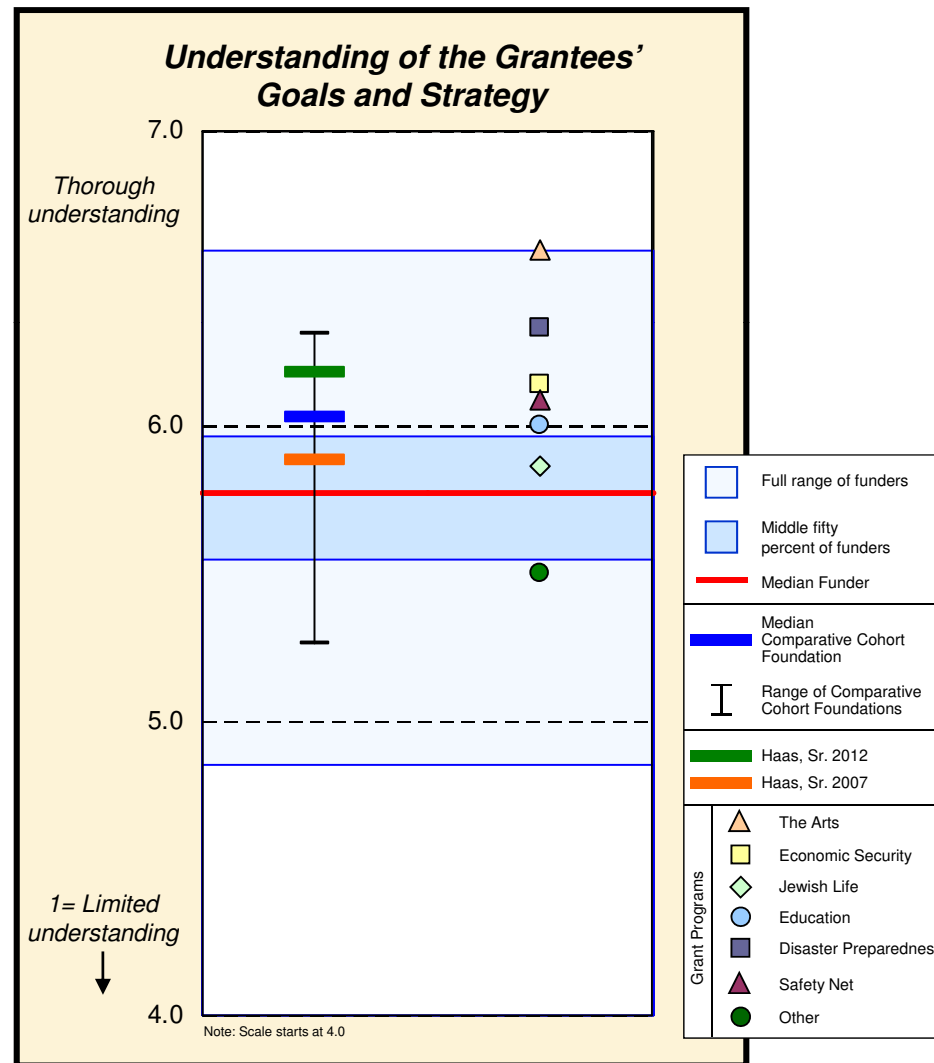 Understanding of the Grantees’
Goals and Strategy
7.0
Thorough
understanding
6.0
5.0
1= Limited
understanding
4.0
Note: Scale starts at 4.0
Full range of funders
Middle fifty
percent of funders
Median Funder
Median
Comparative Cohort
Foundation
Range of Comparative
Cohort Foundations
Haas, Sr. 2012
Haas, Sr. 2007
Grant Programs
The Arts
Economic Security
Jewish Life
Education
Disaster Preparednes
Safety Net
Other